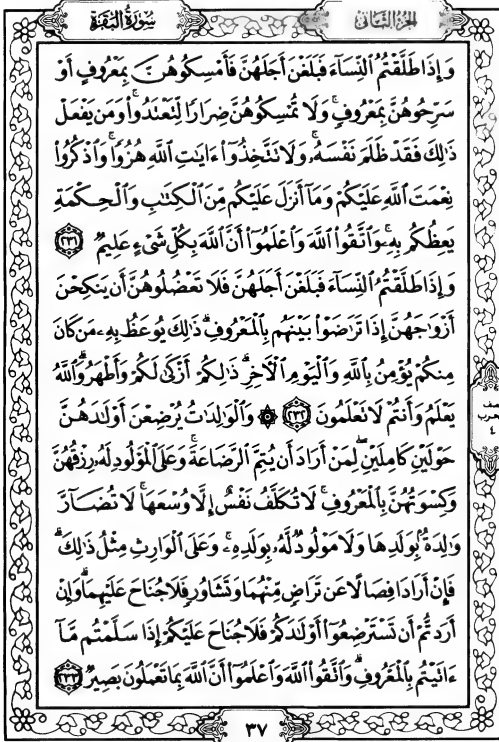 سُورَةُ البَقَرَةِ الجزء الثاني
وَإِذَا طَلَّقْتُمُ ٱلنِّسَآءَ فَبَلَغْنَ أَجَلَهُنَّ فَأَمْسِكُوهُنَّ بِمَعْرُوفٍ أَوْ
سَرِّحُوهُنَّ بِمَعْرُوفٍ ۚ وَلَا تُمْسِكُوهُنَّ ضِرَارًا لِّتَعْتَدُوا۟ ۚ وَمَن يَفْعَلْ
ذَٰلِكَ فَقَدْ ظَلَمَ نَفْسَهُۥ ۚ وَلَا تَتَّخِذُوٓا۟ ءَايَٰتِ ٱللَّهِ هُزُوًا ۚ وَٱذْكُرُوا۟
نِعْمَتَ ٱللَّهِ عَلَيْكُمْ وَمَآ أَنزَلَ عَلَيْكُم مِّنَ ٱلْكِتَٰبِ وَٱلْحِكْمَةِ
يَعِظُكُم بِهِۦ ۚ وَٱتَّقُوا۟ ٱللَّهَ وَٱعْلَمُوٓا۟ أَنَّ ٱللَّهَ بِكُلِّ شَىْءٍ عَلِيمٌ ٢٣١
وَإِذَا طَلَّقْتُمُ ٱلنِّسَآءَ فَبَلَغْنَ أَجَلَهُنَّ فَلَا تَعْضُلُوهُنَّ أَن يَنكِحْنَ
أَزْوَٰجَهُنَّ إِذَا تَرَٰضَوْا۟ بَيْنَهُم بِٱلْمَعْرُوفِ ۗ ذَٰلِكَ يُوعَظُ بِهِۦ مَن كَانَ
مِنكُمْ يُؤْمِنُ بِٱللَّهِ وَٱلْيَوْمِ ٱلْءَاخِرِ ۗ ذَٰلِكُمْ أَزْكَىٰ لَكُمْ وَأَطْهَرُ ۗ وَٱللَّهُ
يَعْلَمُ وَأَنتُمْ لَا تَعْلَمُونَ ٢٣٢ ۞ وَٱلْوَٰلِدَٰتُ يُرْضِعْنَ أَوْلَٰدَهُنَّ
حَوْلَيْنِ كَامِلَيْنِ ۖ لِمَنْ أَرَادَ أَن يُتِمَّ ٱلرَّضَاعَةَ ۚ وَعَلَى ٱلْمَوْلُودِ لَهُۥ رِزْقُهُنَّ
وَكِسْوَتُهُنَّ بِٱلْمَعْرُوفِ ۚ لَا تُكَلَّفُ نَفْسٌ إِلَّا وُسْعَهَا ۚ لَا تُضَآرَّ
وَٰلِدَةٌۢ بِوَلَدِهَا وَلَا مَوْلُودٌ لَّهُۥ بِوَلَدِهِۦ ۚ وَعَلَى ٱلْوَارِثِ مِثْلُ ذَٰلِكَ ۗ
فَإِنْ أَرَادَا فِصَالًا عَن تَرَاضٍ مِّنْهُمَا وَتَشَاوُرٍ فَلَا جُنَاحَ عَلَيْهِمَا ۗ وَإِنْ
أَرَدتُّمْ أَن تَسْتَرْضِعُوٓا۟ أَوْلَٰدَكُمْ فَلَا جُنَاحَ عَلَيْكُمْ إِذَا سَلَّمْتُم مَّآ
ءَاتَيْتُم بِٱلْمَعْرُوفِ ۗ وَٱتَّقُوا۟ ٱللَّهَ وَٱعْلَمُوٓا۟ أَنَّ ٱللَّهَ بِمَا تَعْمَلُونَ بَصِيرٌ ٢٣٣
٣٧